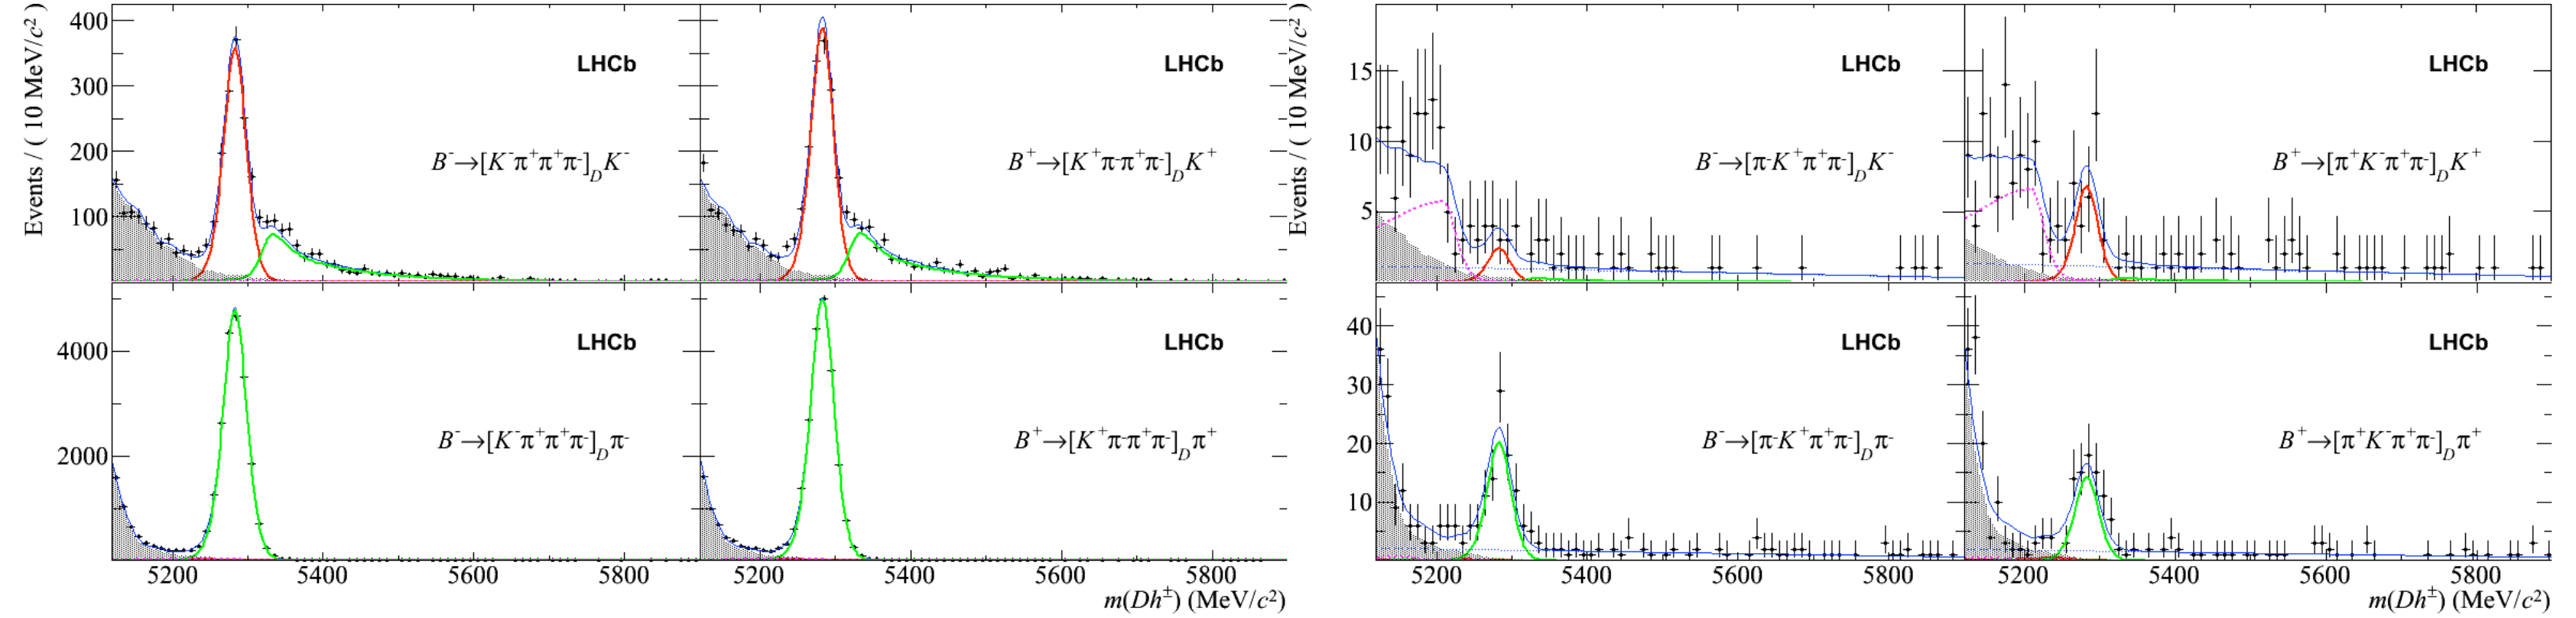 Events / ( 10 MeV/c² )
400
300
200
100
LHCb
B⁻→[K⁻π⁺π⁺π⁻]_D K⁻
LHCb
B⁺→[K⁺π⁻π⁺π⁻]_D K⁺
4000
2000
LHCb
B⁻→[K⁻π⁺π⁺π⁻]_D π⁻
LHCb
B⁺→[K⁺π⁻π⁺π⁻]_D π⁺
5200 5400 5600 5800 5200 5400 5600 5800
m(Dh±) (MeV/c²)
Events / ( 10 MeV/c² )
15
10
5
LHCb
B⁻→[π⁻K⁺π⁺π⁻]_D K⁻
LHCb
B⁺→[π⁺K⁻π⁺π⁻]_D K⁺
40
30
20
10
LHCb
B⁻→[π⁻K⁺π⁺π⁻]_D π⁻
LHCb
B⁺→[π⁺K⁻π⁺π⁻]_D π⁺
5200 5400 5600 5800 5200 5400 5600 5800
m(Dh±) (MeV/c²)